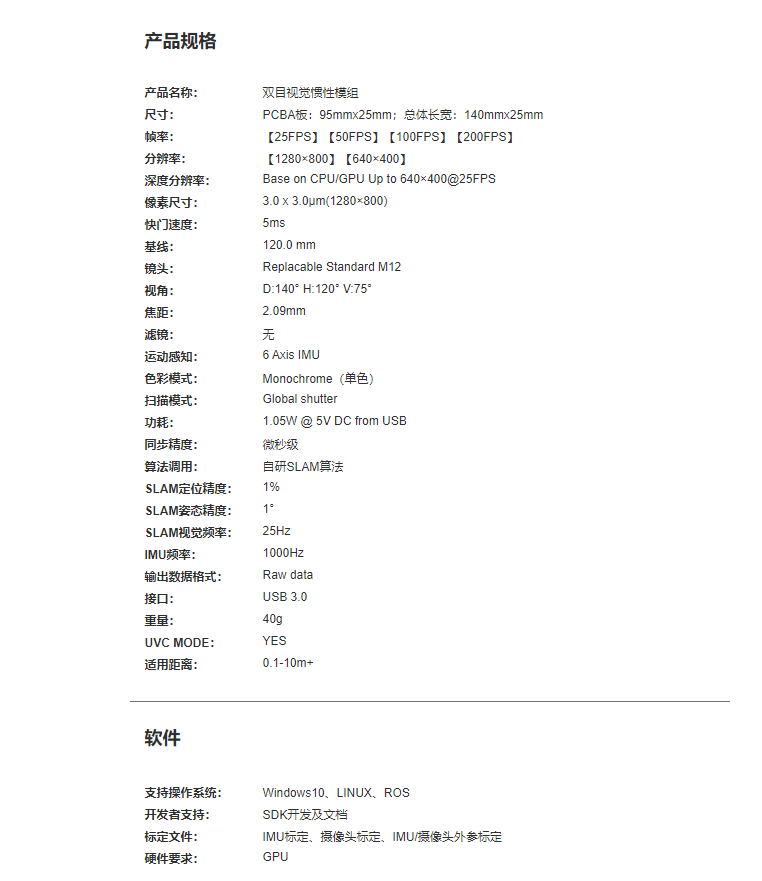 产品规格
产品名称： 双目视觉惯性模组
尺寸： PCBA板：95mmx25mm；总体长宽：140mmx25mm
帧率： 【25FPS】【50FPS】【100FPS】【200FPS】
分辨率： 【1280×800】【640×400】
深度分辨率： Base on CPU/GPU Up to 640×400@25FPS
像素尺寸： 3.0 x 3.0μm(1280×800)
快门速度： 5ms
基线： 120.0 mm
镜头： Replacable Standard M12
视角： D:140° H:120° V:75°
焦距： 2.09mm
滤镜： 无
运动感知： 6 Axis IMU
色彩模式： Monochrome（单色）
扫描模式： Global shutter
功耗： 1.05W @ 5V DC from USB
同步精度： 微秒级
算法调用： 自研SLAM算法
SLAM定位精度： 1%
SLAM姿态精度： 1°
SLAM视觉频率： 25Hz
IMU频率： 1000Hz
输出数据格式： Raw data
接口： USB 3.0
重量： 40g
UVC MODE： YES
适用距离： 0.1-10m+
软件
支持操作系统： Windows10、LINUX、ROS
开发者支持： SDK开发及文档
标定文件： IMU标定、摄像头标定、IMU/摄像头外参标定
硬件要求： GPU